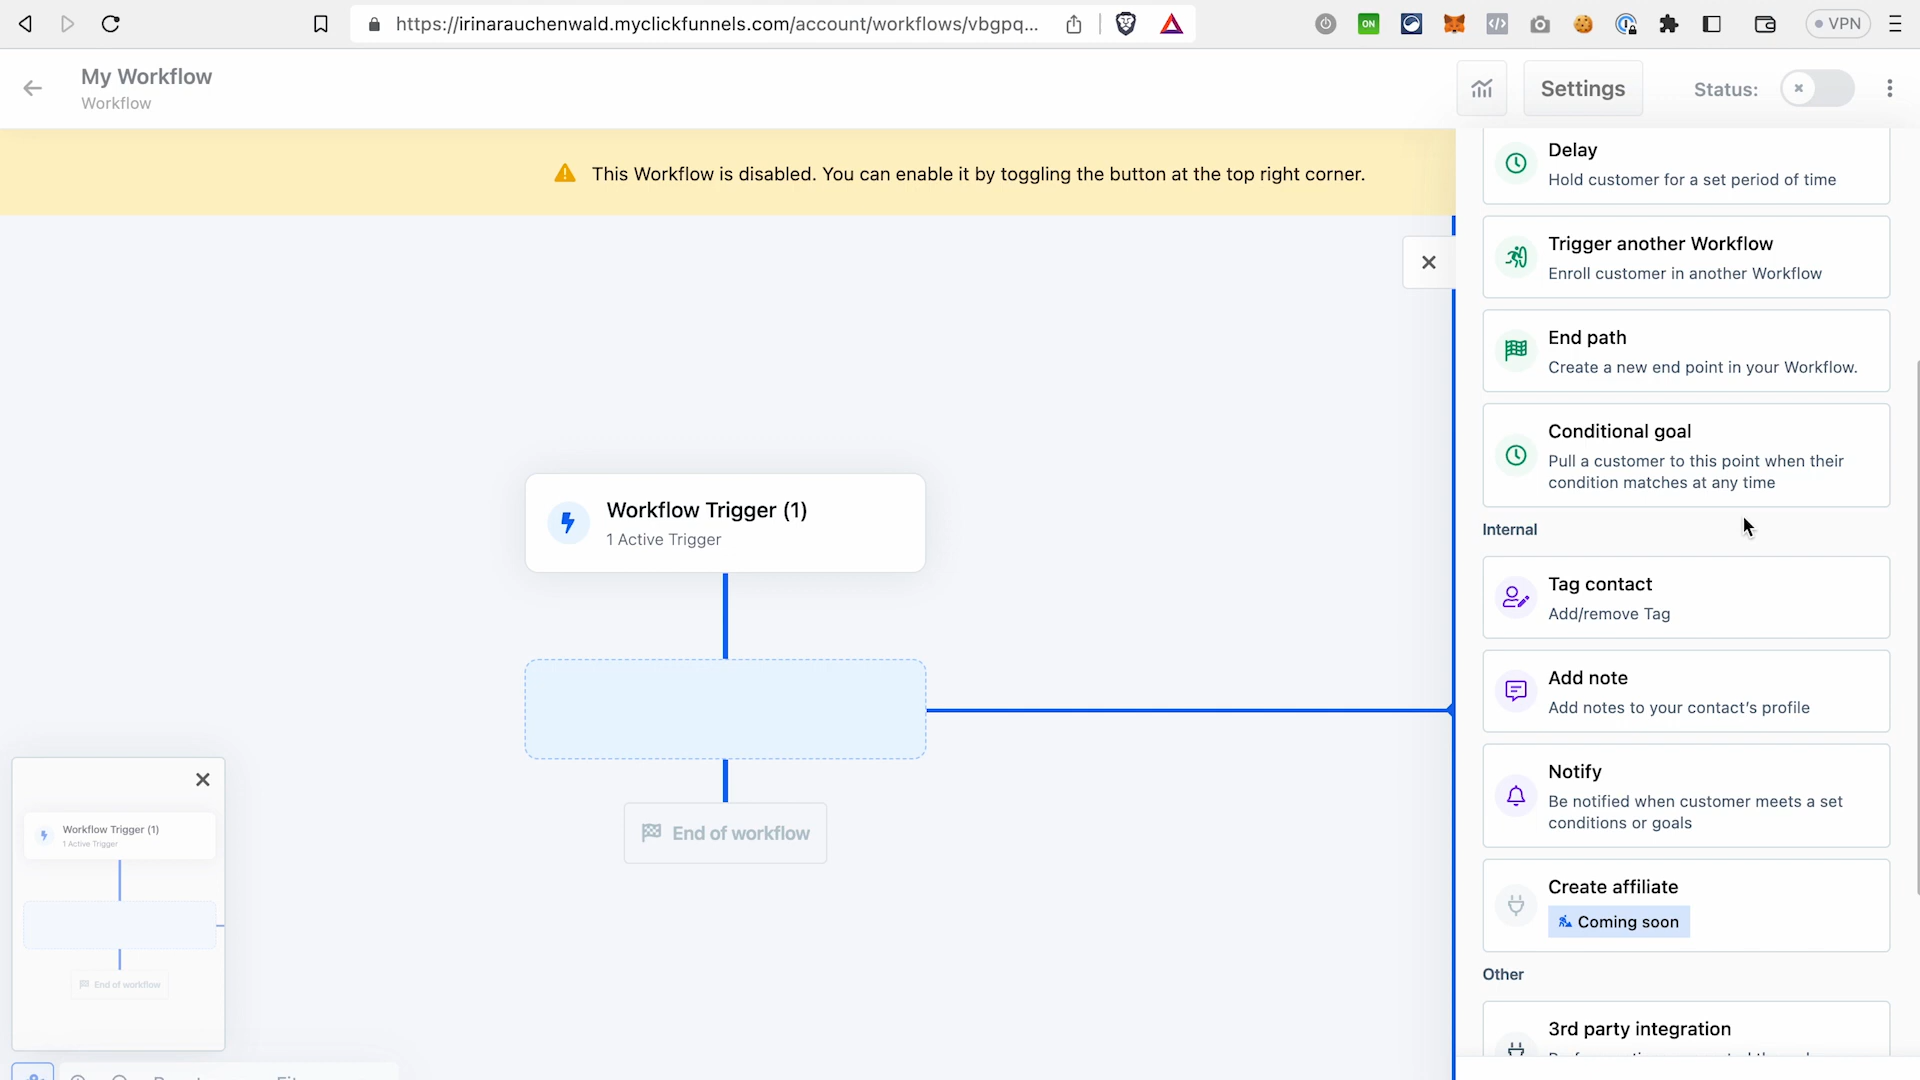 https://irinarauchenwald.myclickfunnels.com/account/workflows/vbgpq...
ON
VPN
My Workflow
Workflow
Settings
Status:
This Workflow is disabled. You can enable it by toggling the button at the top right corner.
Workflow Trigger (1)
1 Active Trigger
End of workflow
Workflow Trigger (1)
1 Active Trigger
End of workflow
Delay
Hold customer for a set period of time
Trigger another Workflow
Enroll customer in another Workflow
End path
Create a new end point in your Workflow.
Conditional goal
Pull a customer to this point when their
condition matches at any time
Internal
Tag contact
Add/remove Tag
Add note
Add notes to your contact's profile
Notify
Be notified when customer meets a set
conditions or goals
Create affiliate
Coming soon
Other
3rd party integration